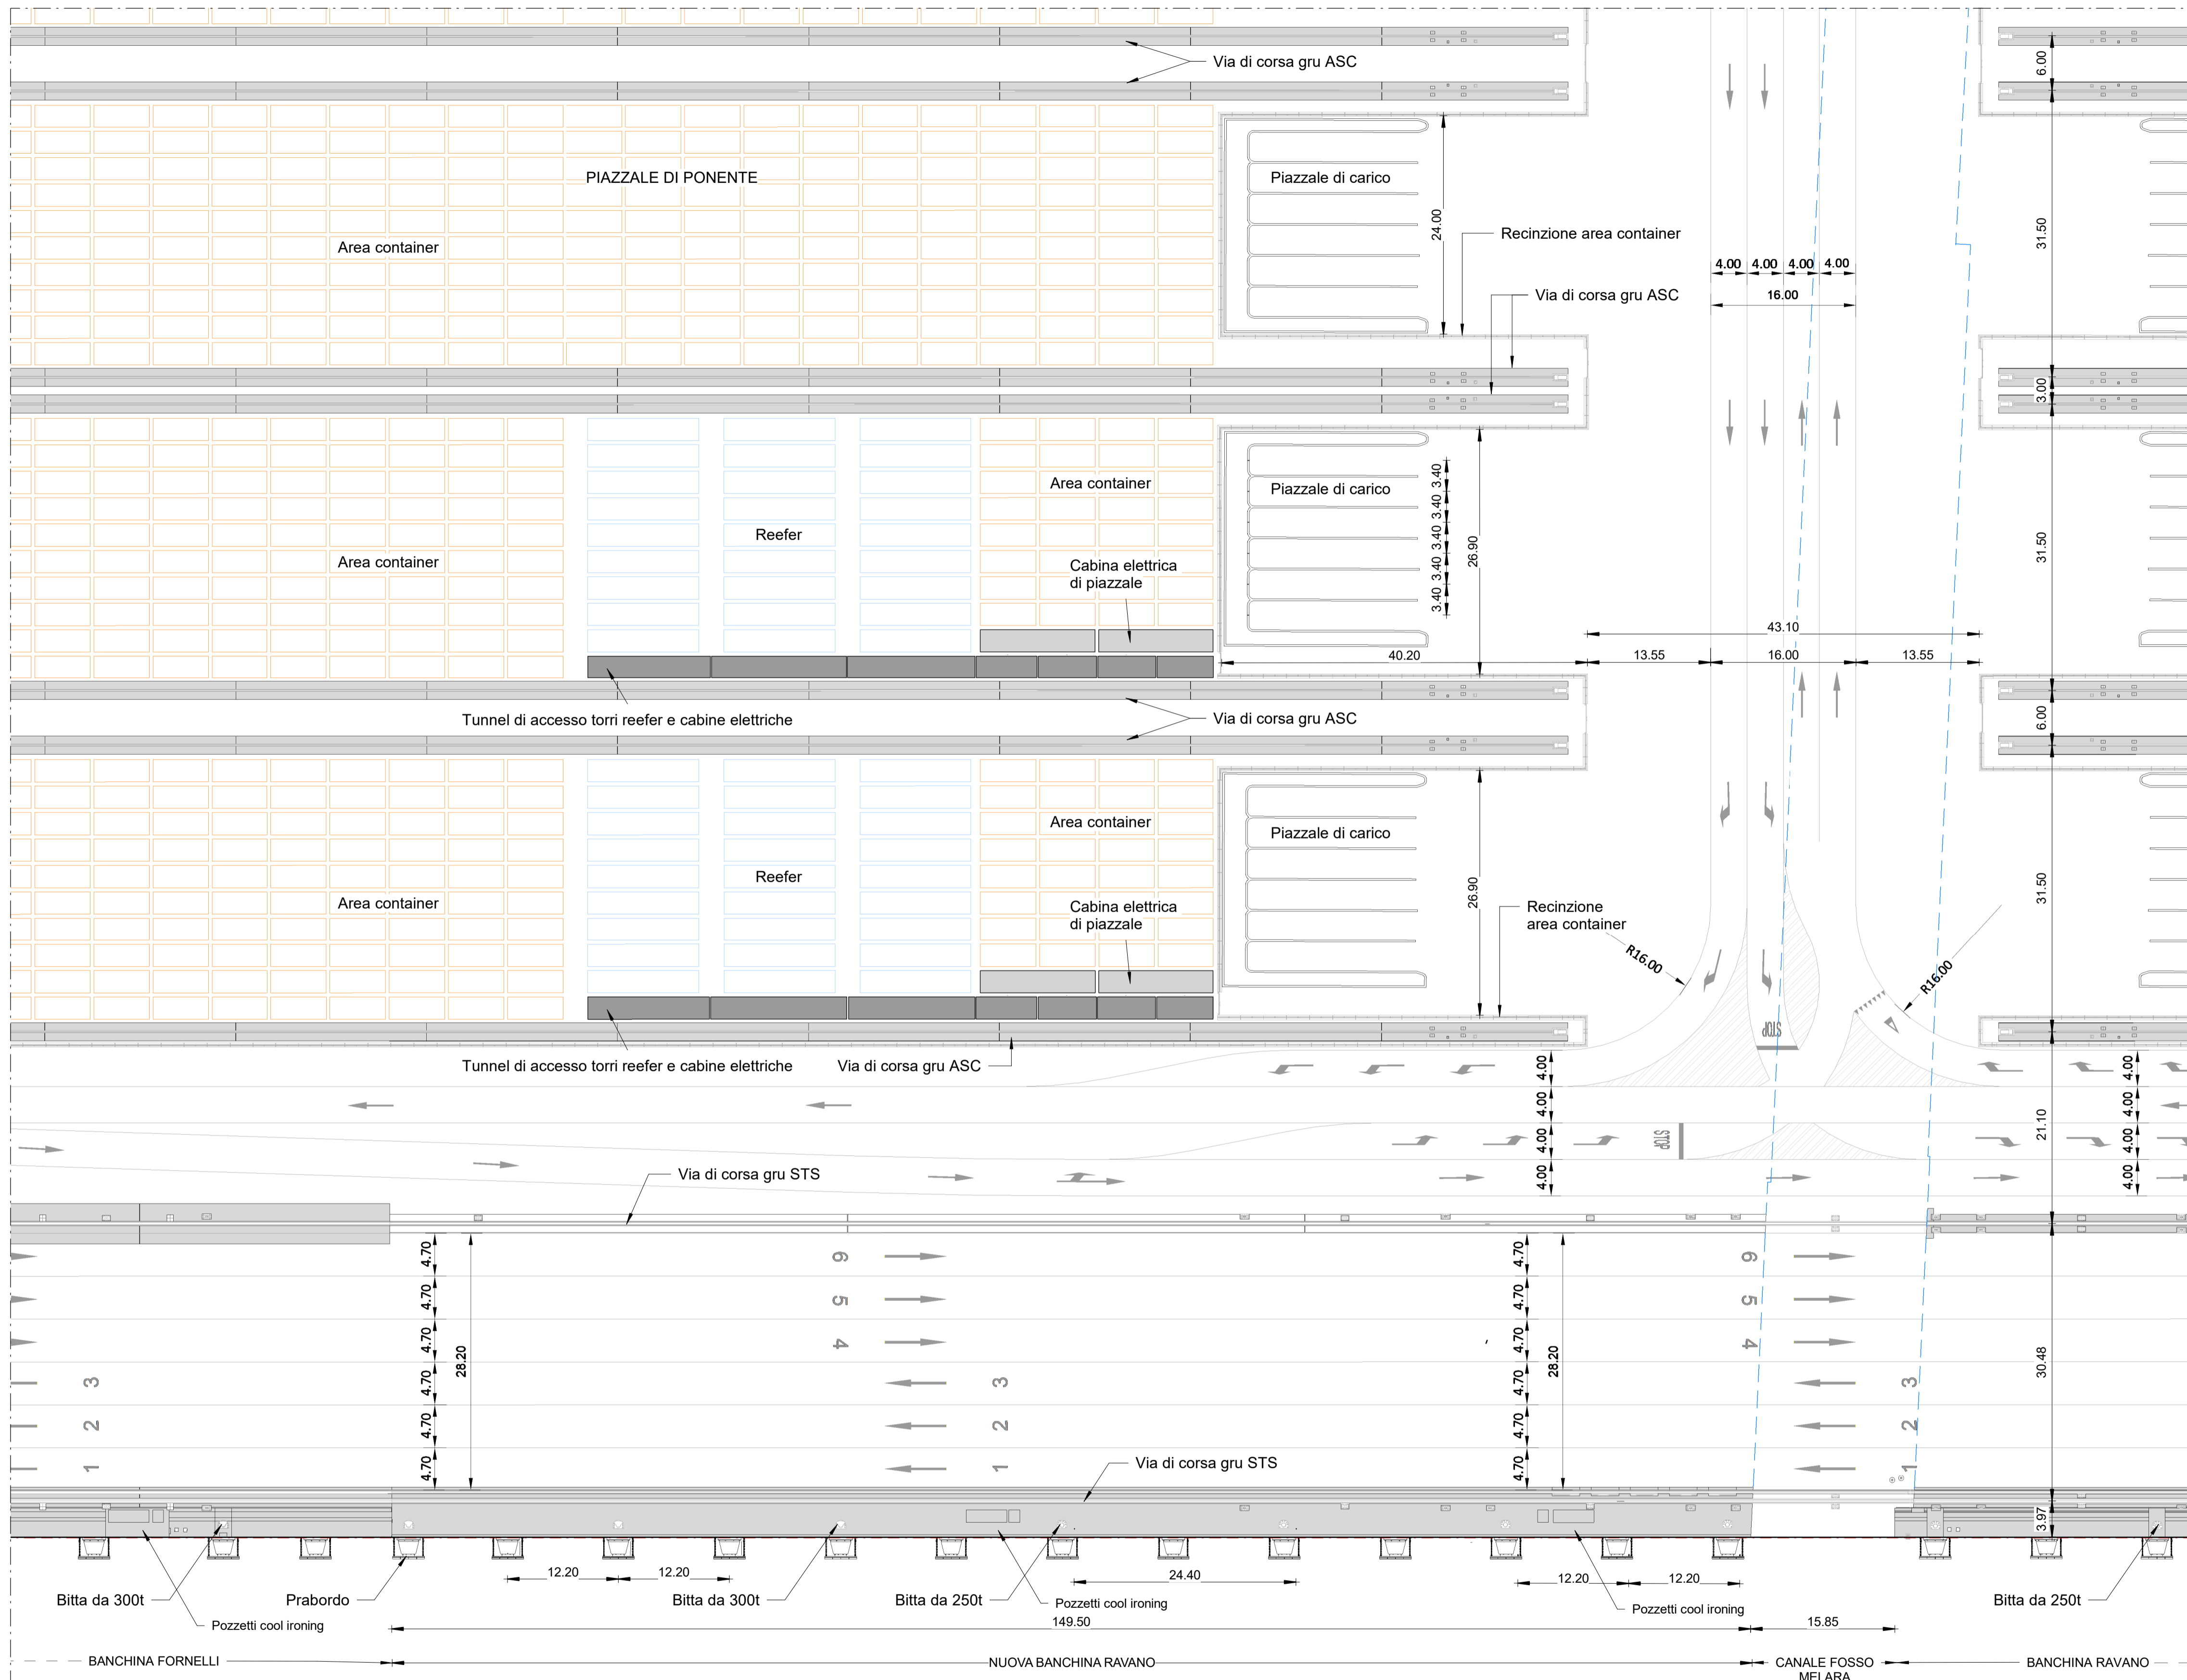 Via di corsa gru ASC
6.00
PIAZZALE DI PONENTE
Piazzale di carico
24.00
Recinzione area container
31.50
Area container
4.00 4.00 4.00 4.00
16.00
Via di corsa gru ASC
3.00
Area container
Piazzale di carico
3.40
3.40
3.40
3.40
3.40
26.90
31.50
Reefer
Area container
Cabina elettrica
di piazzale
43.10
40.20
13.55
16.00
13.55
Tunnel di accesso torri reefer e cabine elettriche
Via di corsa gru ASC
6.00
Area container
Piazzale di carico
Reefer
Area container
26.90
31.50
Cabina elettrica
di piazzale
Recinzione
area container
R16.00
R16.00
STOP
Tunnel di accesso torri reefer e cabine elettriche
Via di corsa gru ASC
4.00
4.00
4.00
4.00
4.00
4.00
4.00
4.00
21.10
STOP
Via di corsa gru STS
4.70
4.70
4.70
4.70
4.70
4.70
28.20
6
5
4
4.70
4.70
4.70
4.70
4.70
4.70
28.20
6
5
4
30.48
3
2
1
3
2
1
3
2
1
Via di corsa gru STS
3.97
12.20
12.20
24.40
12.20
12.20
Bitta da 300t
Prabordo
Bitta da 300t
Bitta da 250t
Pozzetti cool ironing
Bitta da 250t
Pozzetti cool ironing
Pozzetti cool ironing
149.50
15.85
BANCHINA FORNELLI
NUOVA BANCHINA RAVANO
CANALE FOSSO
MELARA
BANCHINA RAVANO